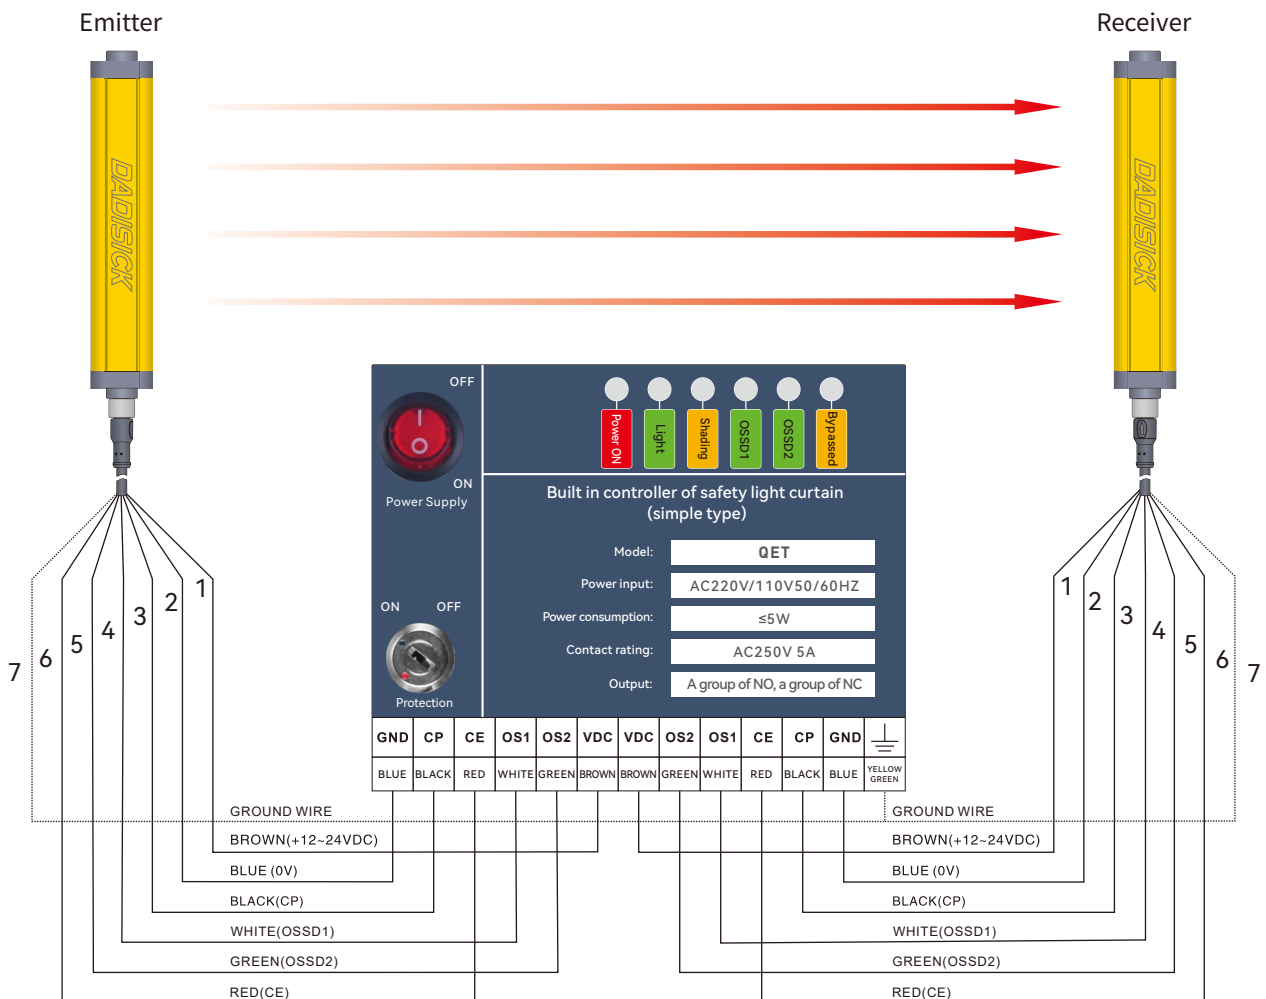 Emitter
Receiver
DADISICK
DADISICK
OFF
ON
Power Supply
Power ON
Light
Shading
OSSD1
OSSD2
Bypassed
Built in controller of safety light curtain
(simple type)
Model: QET
Power input: AC220V/110V50/60HZ
Power consumption: ≤5W
Contact rating: AC250V 5A
Output: A group of NO, a group of NC
ON OFF
Protection
GND CP CE OS1 OS2 VDC VDC OS2 OS1 CE CP GND
BLUE BLACK RED WHITE GREEN BROWN BROWN GREEN WHITE RED BLACK BLUE YELLOW GREEN
7 6 5 4 3 2 1
1 2 3 4 5 6 7
GROUND WIRE
BROWN(+12~24VDC)
BLUE (0V)
BLACK(CP)
WHITE(OSSD1)
GREEN(OSSD2)
RED(CE)
GROUND WIRE
BROWN(+12~24VDC)
BLUE (0V)
BLACK(CP)
WHITE(OSSD1)
GREEN(OSSD2)
RED(CE)